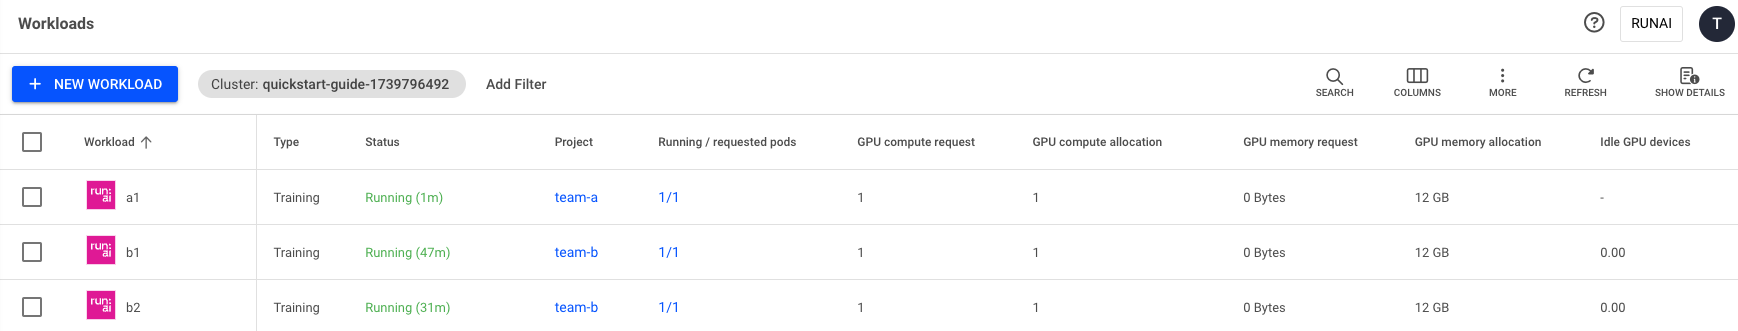 Workloads
? RUNAI T
+ NEW WORKLOAD Cluster: quickstart-guide-1739796492 Add Filter SEARCH COLUMNS MORE REFRESH SHOW DETAILS
Workload Type Status Project Running / requested pods GPU compute request GPU compute allocation GPU memory request GPU memory allocation Idle GPU devices
run: ai a1 Training Running (1m) team-a 1/1 1 1 0 Bytes 12 GB -
run: ai b1 Training Running (47m) team-b 1/1 1 1 0 Bytes 12 GB 0.00
run: ai b2 Training Running (31m) team-b 1/1 1 1 0 Bytes 12 GB 0.00